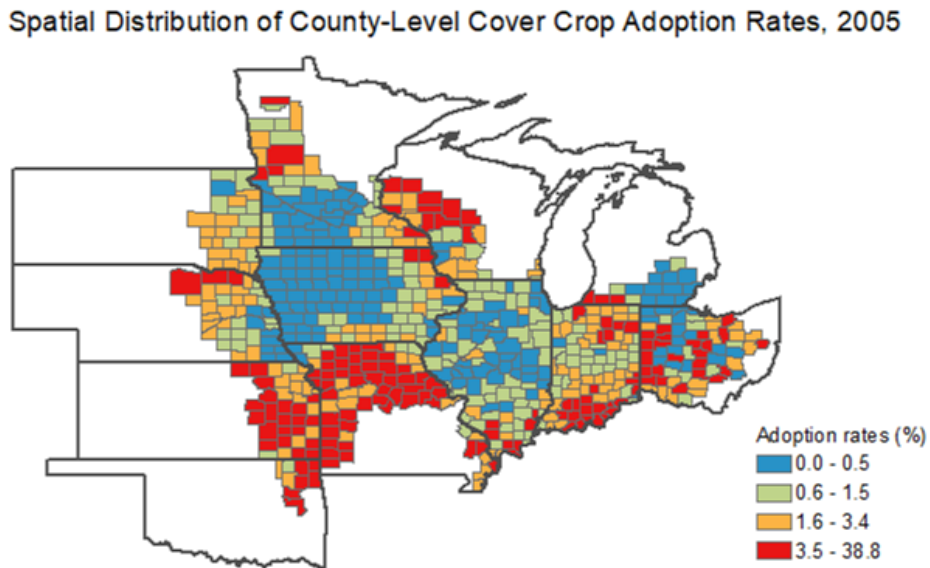 Spatial Distribution of County-Level Cover Crop Adoption Rates, 2005
Adoption rates (%)
0.0 - 0.5
0.6 - 1.5
1.6 - 3.4
3.5 - 38.8